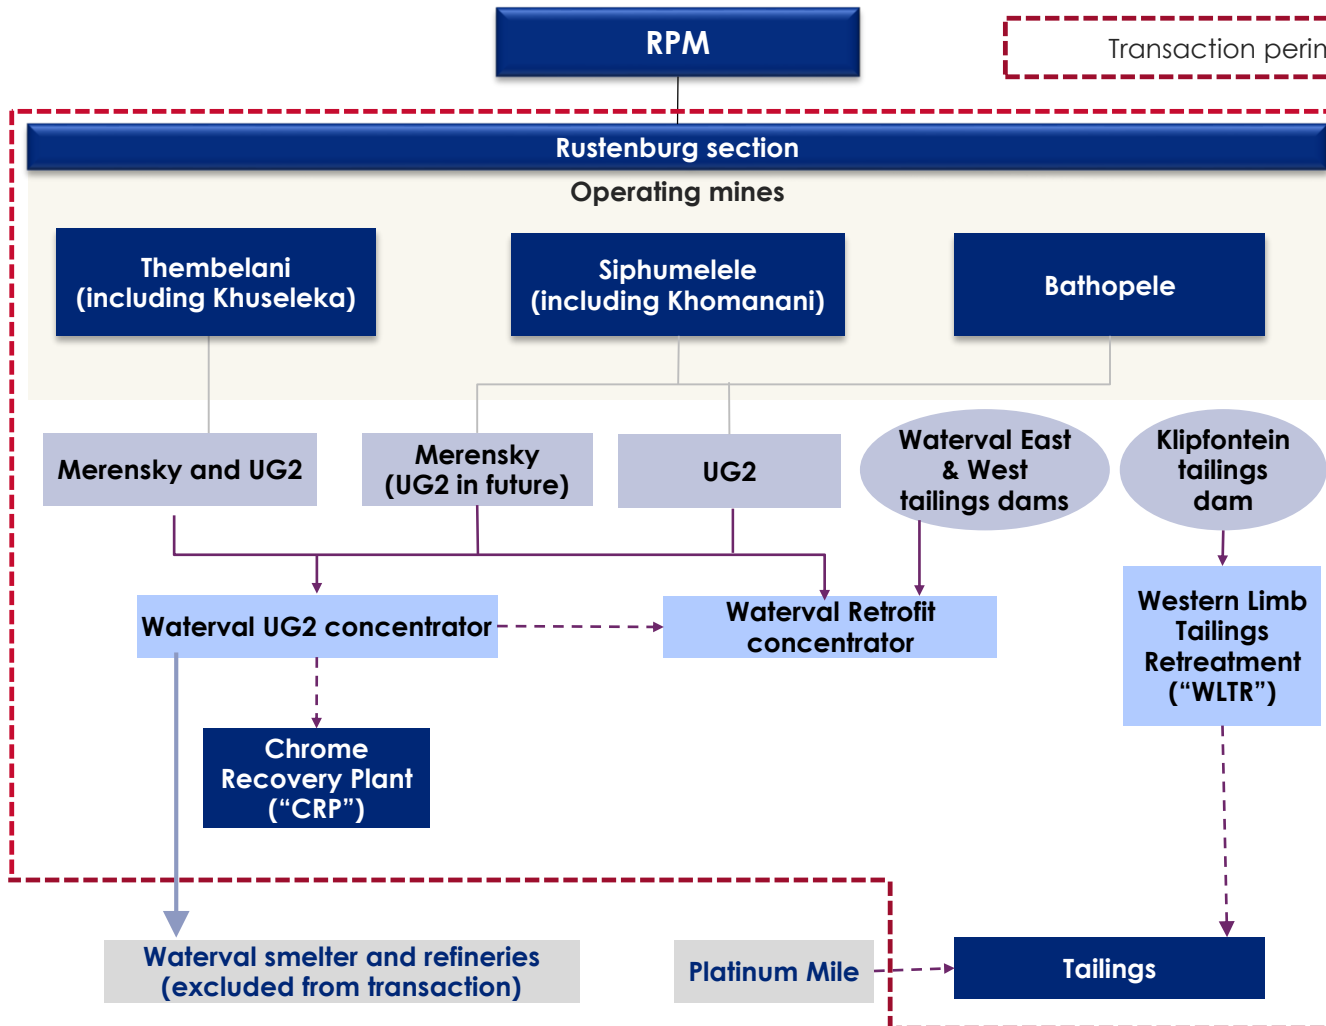 RPM
Transaction perim
Rustenburg section
Operating mines
Thembelani
(including Khuseleka)
Siphumelele
(including Khomanani)
Bathopele
Merensky and UG2
Merensky
(UG2 in future)
UG2
Waterval East
& West
tailings dams
Klipfontein
tailings
dam
Waterval UG2 concentrator
Waterval Retrofit
concentrator
Western Limb
Tailings
Retreatment
(“WLTR”)
Chrome
Recovery Plant
(“CRP”)
Waterval smelter and refineries
(excluded from transaction)
Platinum Mile
Tailings